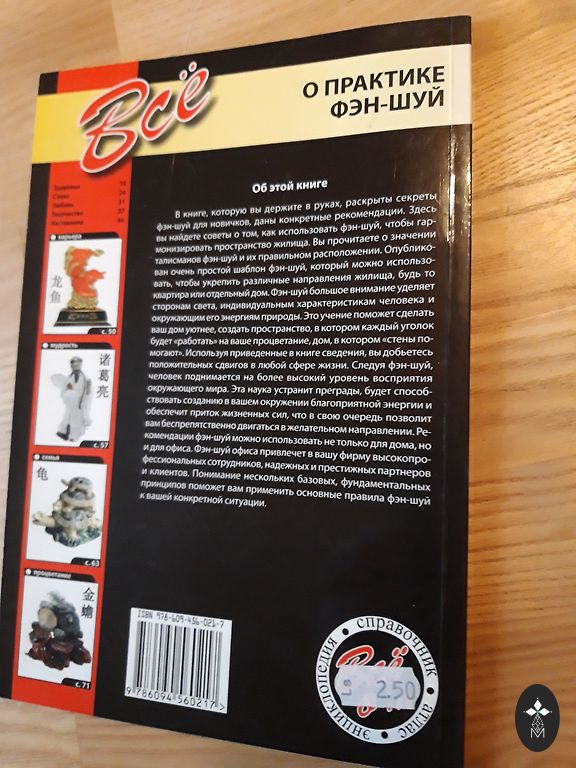 Всё
О ПРАКТИКЕ
ФЭН-ШУЙ
Здоровье 14
Слава 24
Любовь 31
Творчество 37
Наставники 44
карьера
龙鱼
с. 50
мудрость
诸葛亮
с. 57
семья
龟
с. 63
процветание
金蟾
с. 71
Об этой книге
В книге, которую вы держите в руках, раскрыты секреты
фэн-шуй для новичков, даны конкретные рекомендации. Здесь
вы найдете советы о том, как использовать фэн-шуй, чтобы гар-
монизировать пространство жилища. Вы прочитаете о значении
талисманов фэн-шуй и их правильном расположении. Опублико-
ван очень простой шаблон фэн-шуй, который можно использо-
вать, чтобы укрепить различные направления жилища, будь то
квартира или отдельный дом. Фэн-шуй большое внимание уделяет
сторонам света, индивидуальным характеристикам человека и
окружающим его энергиям природы. Это учение поможет сделать
ваш дом уютнее, создать пространство, в котором каждый уголок
будет «работать» на ваше процветание, дом, в котором «стены по-
могают». Используя приведенные в книге сведения, вы добьетесь
положительных сдвигов в любой сфере жизни. Следуя фэн-шуй,
человек поднимается на более высокий уровень восприятия
окружающего мира. Эта наука устранит преграды, будет способ-
ствовать созданию в вашем окружении благоприятной энергии и
обеспечит приток жизненных сил, что в свою очередь позволит
вам беспрепятственно двигаться в желательном направлении. Ре-
комендации фэн-шуй можно использовать не только для дома, но
и для офиса. Фэн-шуй офиса привлечет в вашу фирму высокопро-
фессиональных сотрудников, надежных и престижных партнеров
и клиентов. Понимание нескольких базовых, фундаментальных
принципов поможет вам применить основные правила фэн-шуй
к вашей конкретной ситуации.
ISBN 978-609-456-021-7
9 786094 560217 >
энциклопедия • справочник • атлас •
Всё
Ls 2.50
М